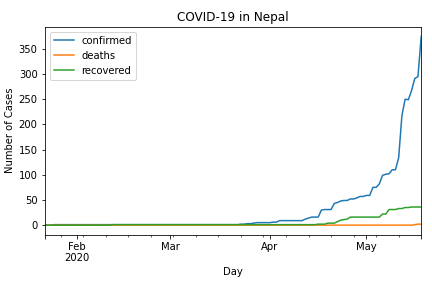 COVID-19 in Nepal
confirmed
deaths
recovered
Number of Cases
350
300
250
200
150
100
50
0
Feb Mar Apr May
2020
Day